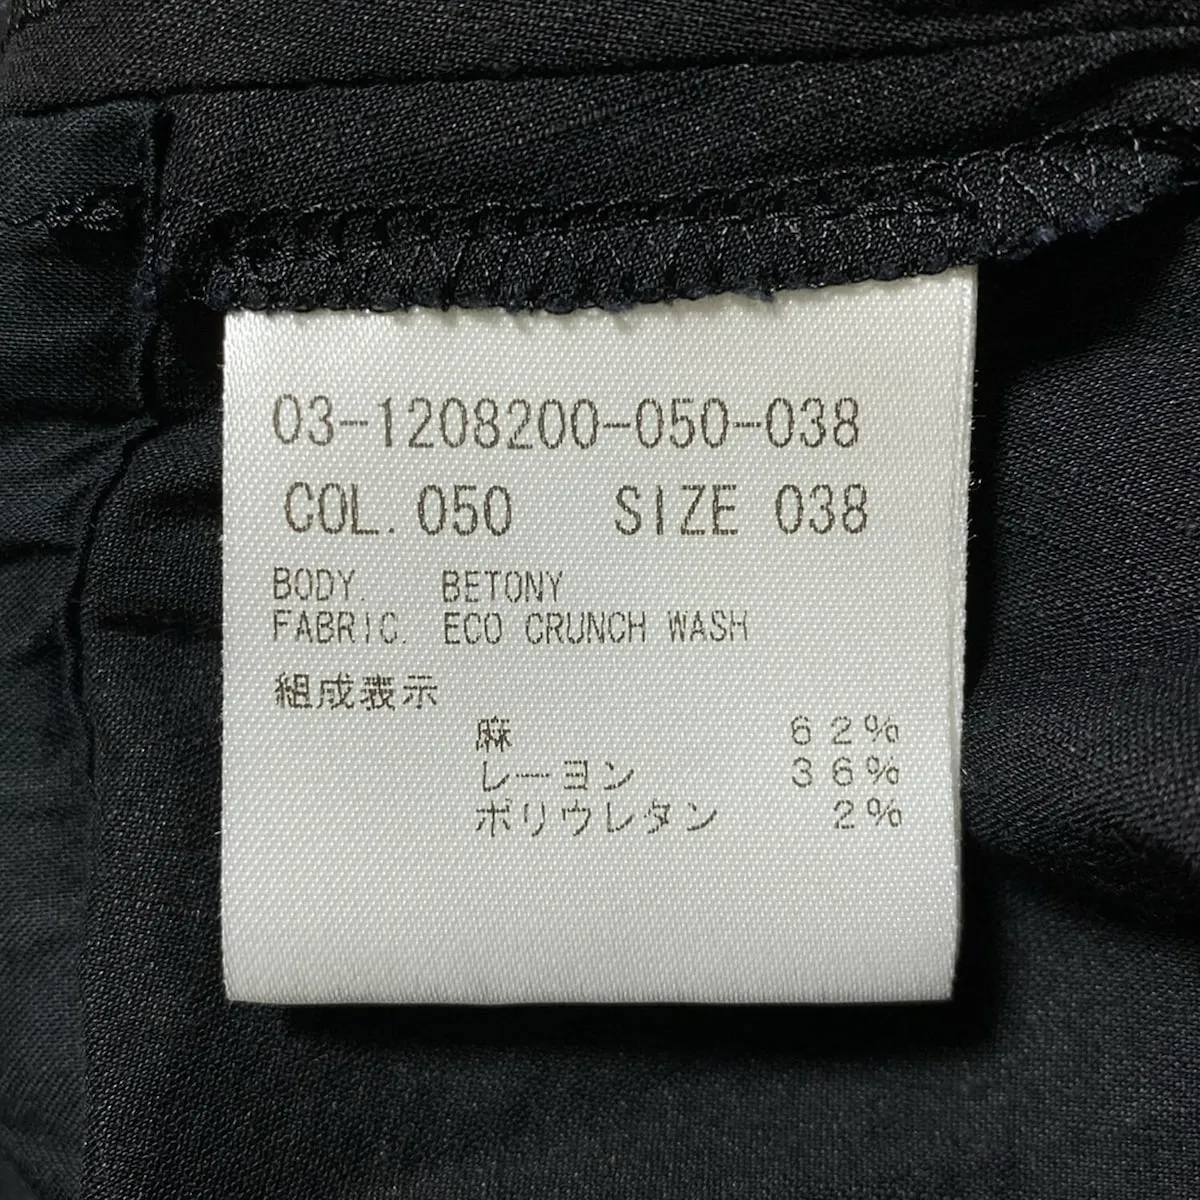 03-1208200-050-038
COL. 050 SIZE 038
BODY. BETONY
FABRIC. ECO CRUNCH WASH
組成表示
麻 62%
レーヨン 36%
ポリウレタン 2%